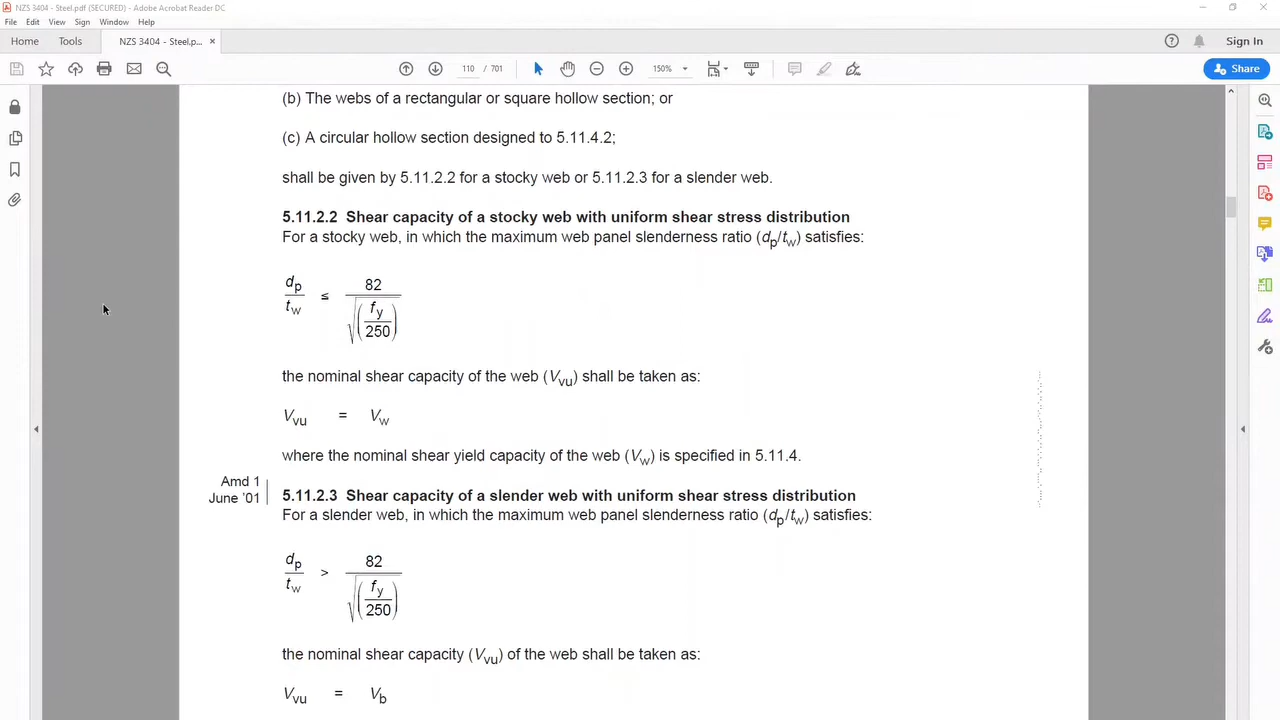 NZS 3404 - Steel.pdf (SECURED) - Adobe Acrobat Reader DC
File Edit View Sign Window Help
Home Tools NZS 3404 - Steel.p... × Sign In
110 / 701 150% Share
(b) The webs of a rectangular or square hollow section; or
(c) A circular hollow section designed to 5.11.4.2;
shall be given by 5.11.2.2 for a stocky web or 5.11.2.3 for a slender web.
5.11.2.2 Shear capacity of a stocky web with uniform shear stress distribution
For a stocky web, in which the maximum web panel slenderness ratio (dp/tw) satisfies:
dp/tw ≤ 82/√(fy/250)
the nominal shear capacity of the web (Vvu) shall be taken as:
Vvu = Vw
where the nominal shear yield capacity of the web (Vw) is specified in 5.11.4.
Amd 1
June '01
5.11.2.3 Shear capacity of a slender web with uniform shear stress distribution
For a slender web, in which the maximum web panel slenderness ratio (dp/tw) satisfies:
dp/tw > 82/√(fy/250)
the nominal shear capacity (Vvu) of the web shall be taken as:
Vvu = Vb